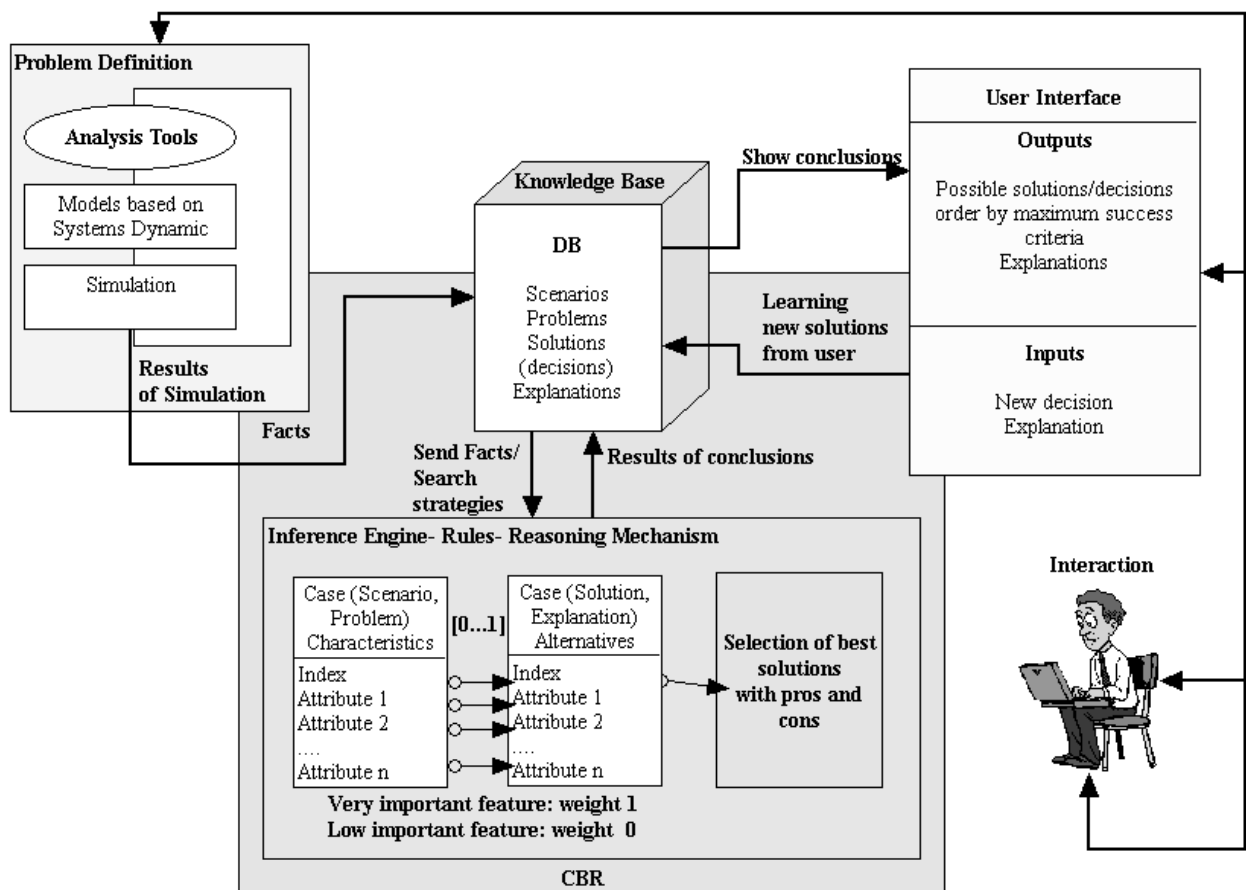 Problem Definition
Analysis Tools
Models based on
Systems Dynamic
Simulation
Results
of Simulation
Facts
Knowledge Base
DB
Scenarios
Problems
Solutions
(decisions)
Explanations
Show conclusions
User Interface
Outputs
Possible solutions/decisions
order by maximum success
criteria
Explanations
Inputs
New decision
Explanation
Learning
new solutions
from user
Send Facts/
Search
strategies
Results of conclusions
Inference Engine- Rules- Reasoning Mechanism
Case (Scenario,
Problem)
Characteristics
Index
Attribute 1
Attribute 2
....
Attribute n
[0...1]
Case (Solution,
Explanation)
Alternatives
Index
Attribute 1
Attribute 2
....
Attribute n
Selection of best
solutions
with pros and
cons
Very important feature: weight 1
Low important feature: weight 0
CBR
Interaction